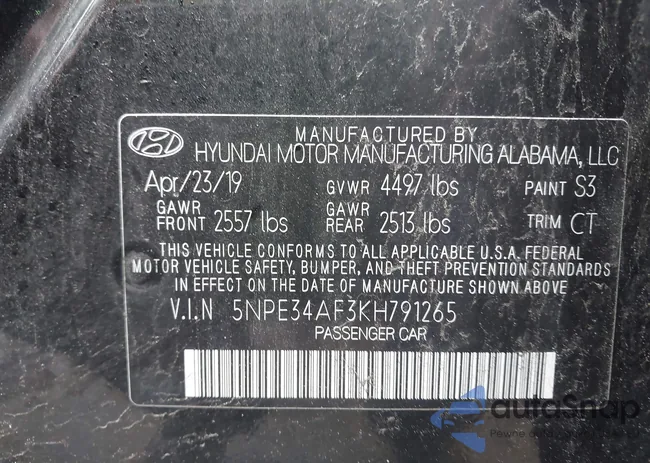 MANUFACTURED BY
HYUNDAI MOTOR MANUFACTURING ALABAMA, LLC
Apr/23/19 GVWR 4497 lbs PAINT S3
GAWR FRONT 2557 lbs GAWR REAR 2513 lbs TRIM CT
THIS VEHICLE CONFORMS TO ALL APPLICABLE U.S.A. FEDERAL
MOTOR VEHICLE SAFETY, BUMPER, AND THEFT PREVENTION STANDARDS
IN EFFECT ON THE DATE OF MANUFACTURE SHOWN ABOVE.
V.I.N 5NPE34AF3KH791265
PASSENGER CAR
autoSnap